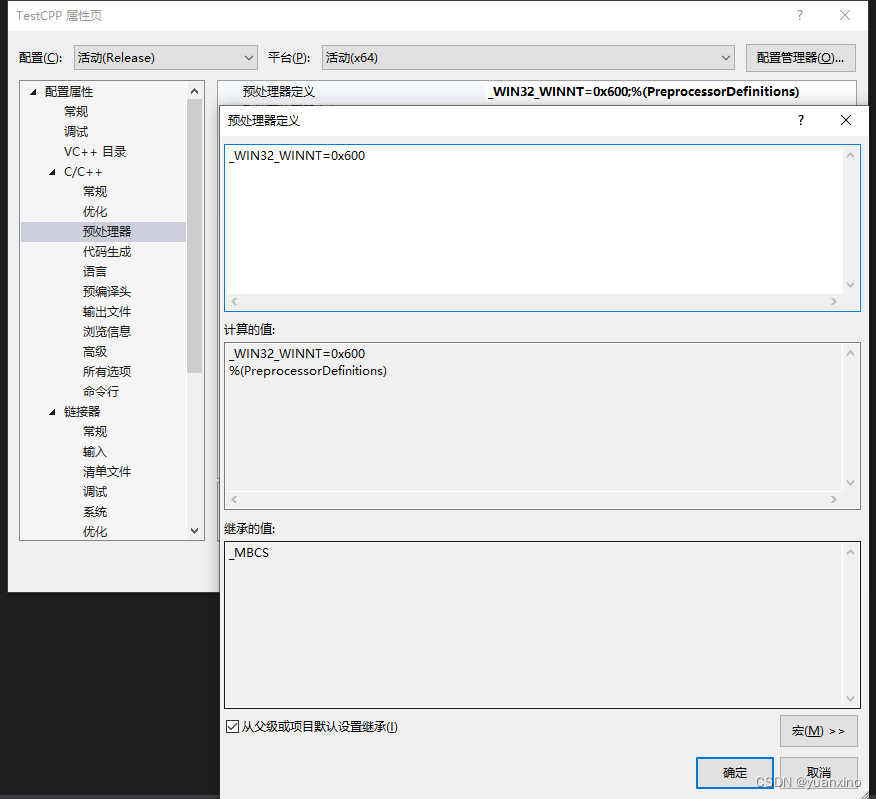 TestCPP 属性页
配置(C): 活动(Release) 平台(P): 活动(x64) 配置管理器(O)...
配置属性
常规
调试
VC++ 目录
C/C++
常规
优化
预处理器
代码生成
语言
预编译头
输出文件
浏览信息
高级
所有选项
命令行
链接器
常规
输入
清单文件
调试
系统
优化
预处理器定义 _WIN32_WINNT=0x600;%(PreprocessorDefinitions)
预处理器定义
_WIN32_WINNT=0x600
计算的值:
_WIN32_WINNT=0x600
%(PreprocessorDefinitions)
继承的值:
_MBCS
从父级或项目默认设置继承(I)
宏(M) >>
确定 取消
CSDN @yuanxino